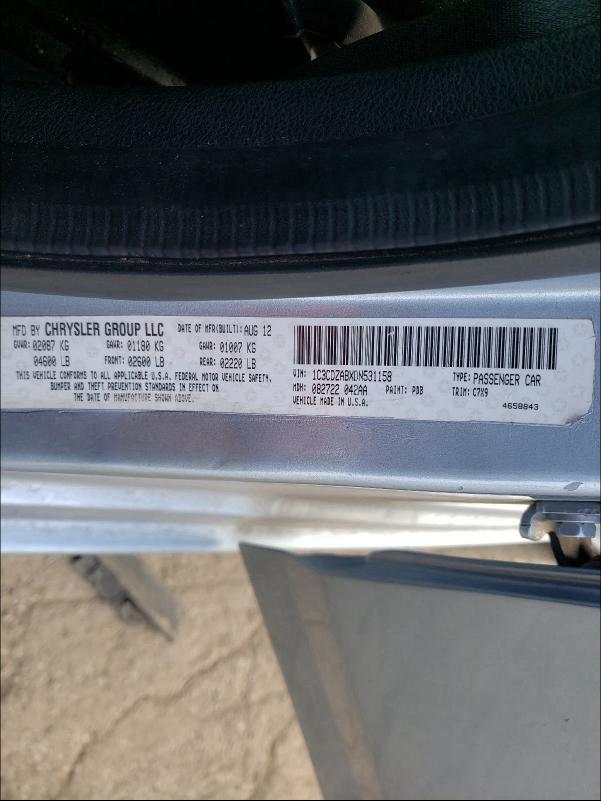 MFD BY CHRYSLER GROUP LLC DATE OF MFR(BUILT): AUG 12
GVWR: 02087 KG GAWR: 01180 KG GAWR: 01007 KG
04600 LB FRONT: 02600 LB REAR: 02220 LB
THIS VEHICLE CONFORMS TO ALL APPLICABLE U.S.A. FEDERAL MOTOR VEHICLE SAFETY,
BUMPER AND THEFT PREVENTION STANDARDS IN EFFECT ON
THE DATE OF MANUFACTURE SHOWN ABOVE.
VIN: 1C3CDZABXDN531158 TYPE: PASSENGER CAR
MDH: 082722 042AA PAINT: PDB TRIM: C7X9
VEHICLE MADE IN U.S.A. 4658843